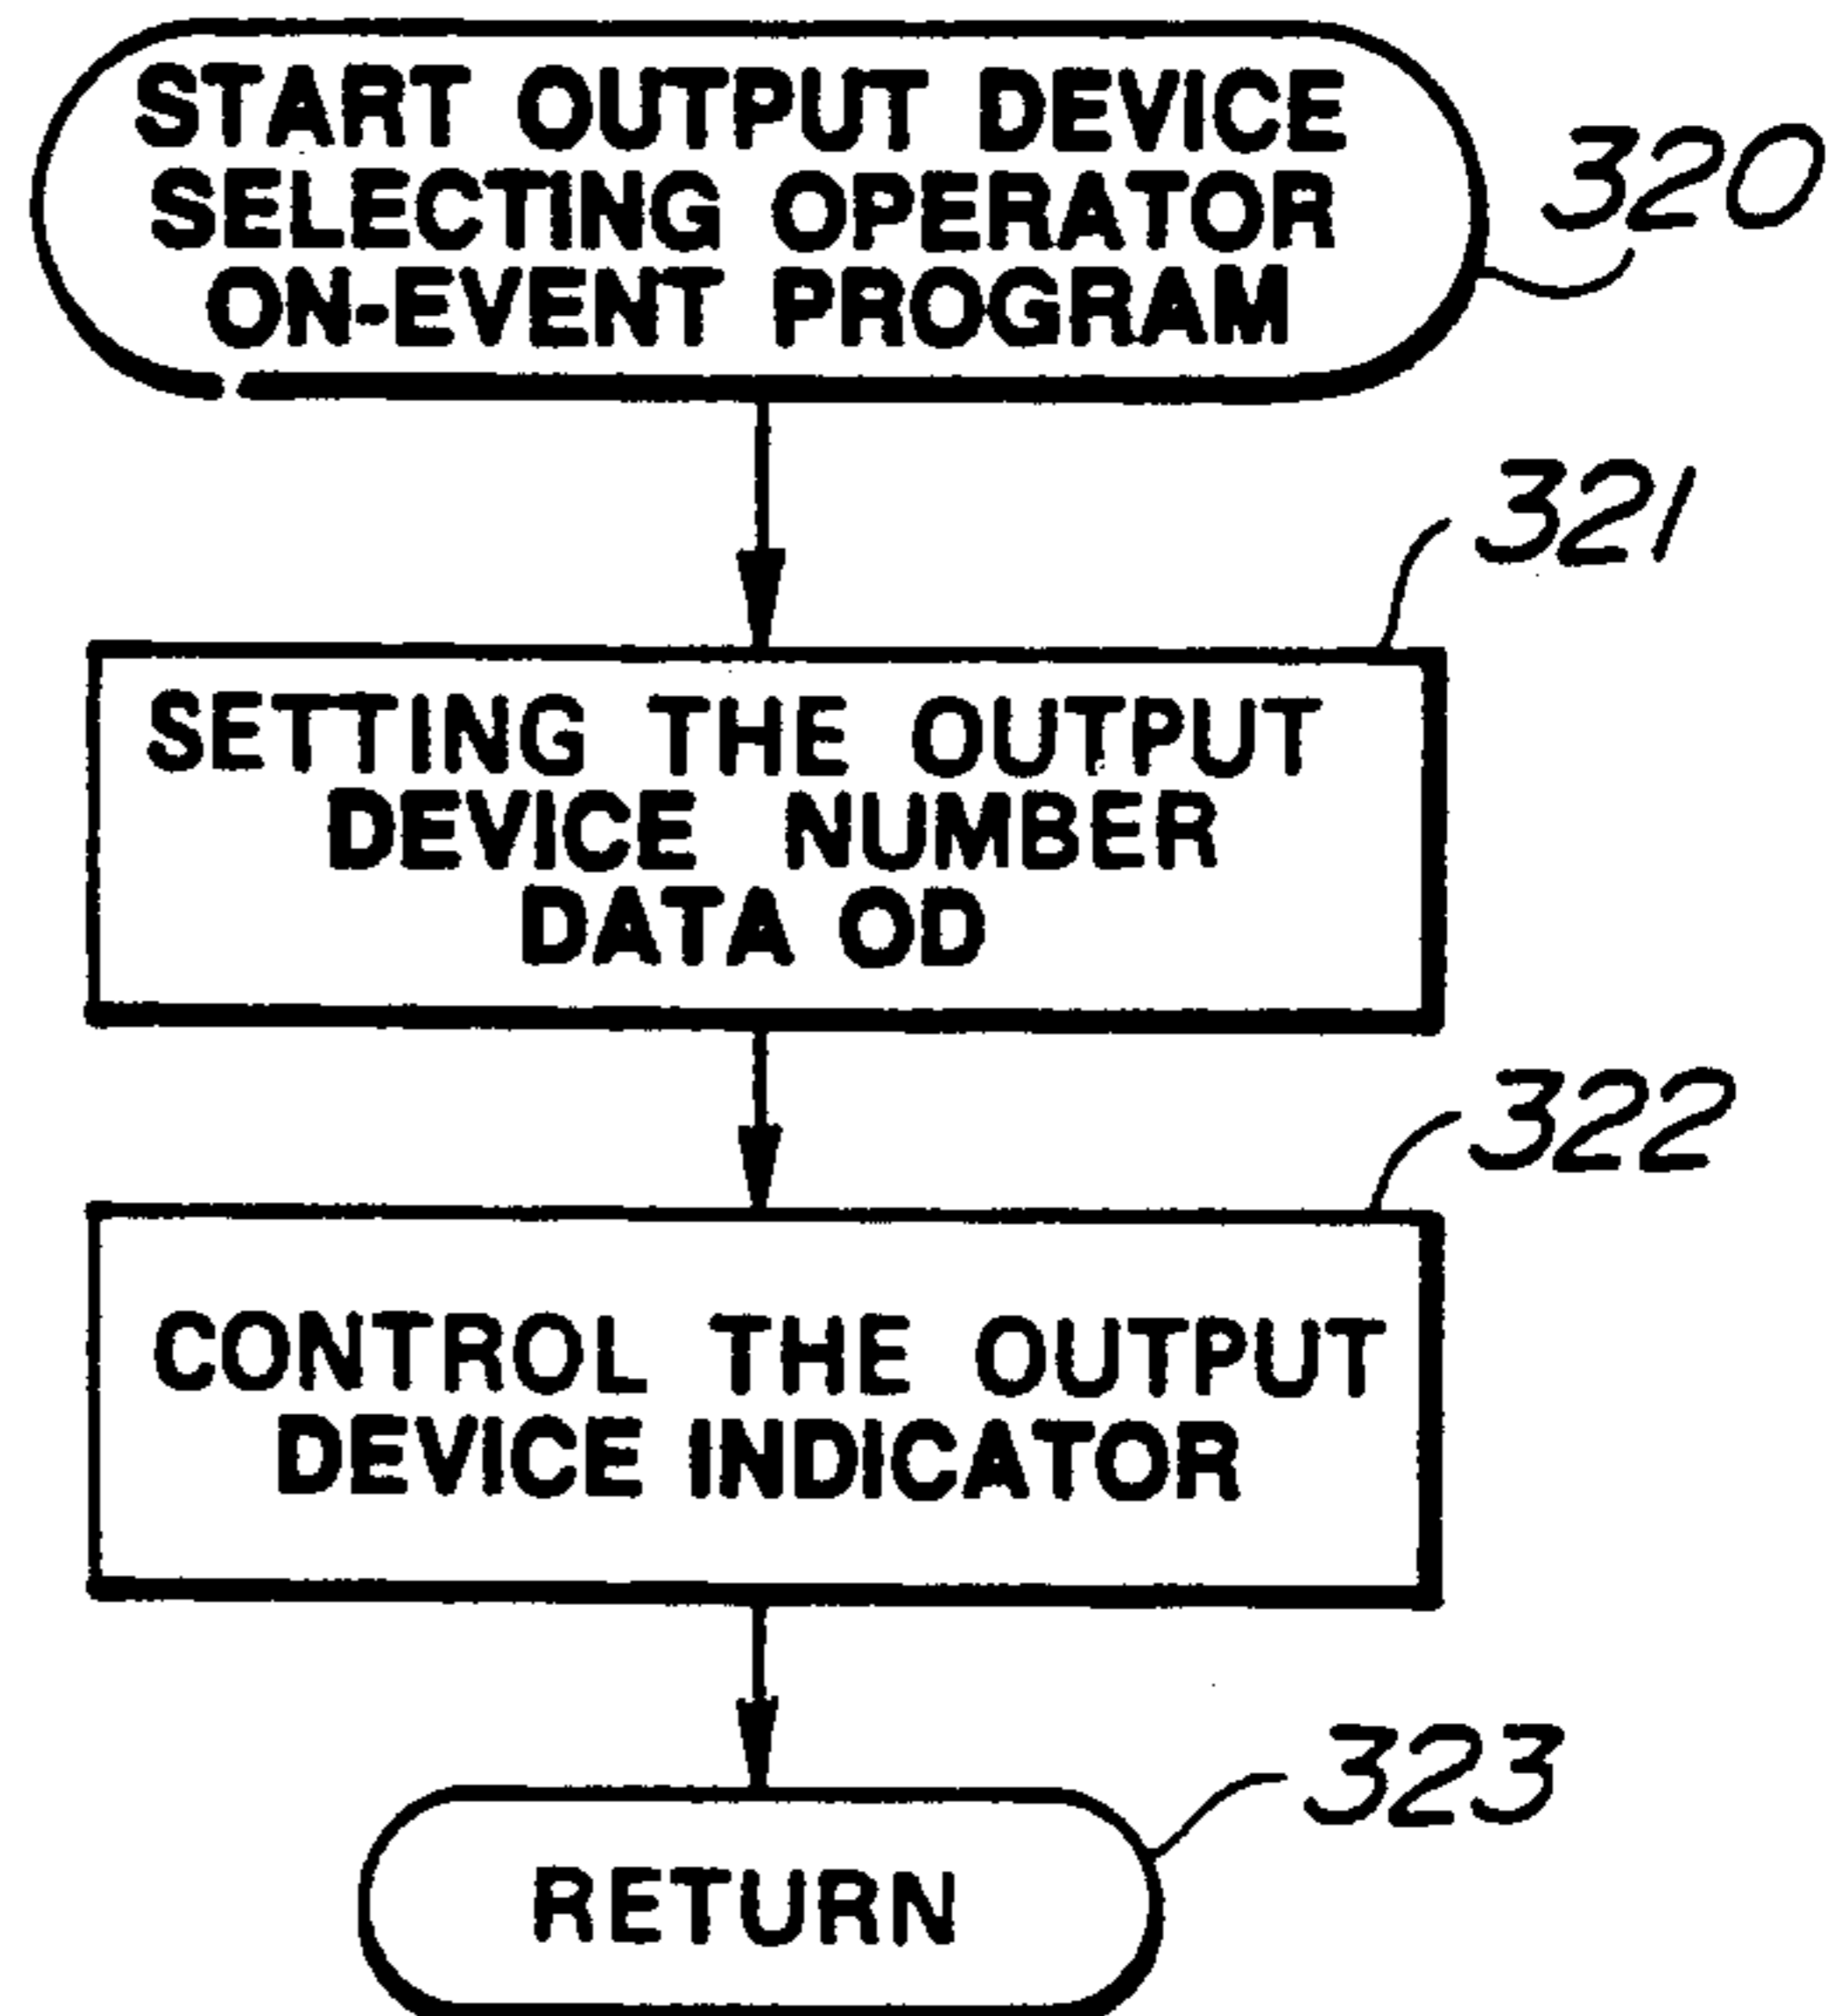 START OUTPUT DEVICE
SELECTING OPERATOR
ON-EVENT PROGRAM
320
321
SETTING THE OUTPUT
DEVICE NUMBER
DATA OD
322
CONTROL THE OUTPUT
DEVICE INDICATOR
323
RETURN